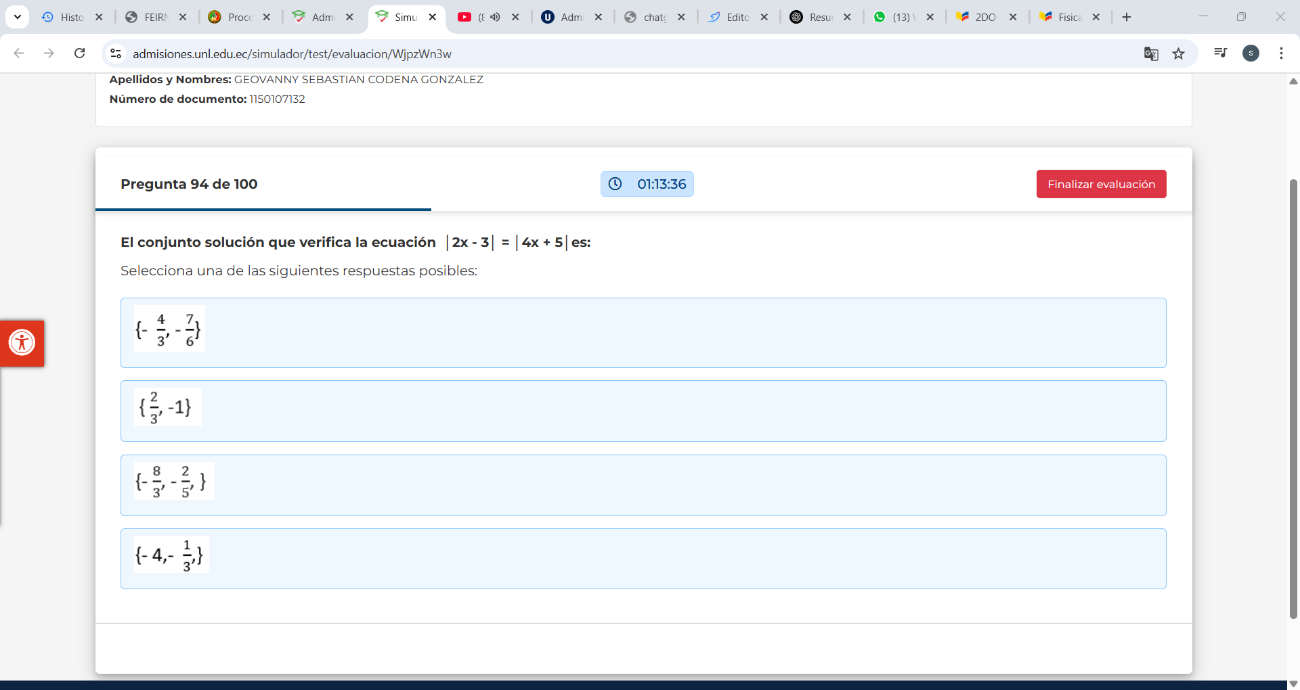 Histo
FEIRN
Proce
Adm
Simu
(8
Adm
chatg
Edito
Resu
(13)
2DO
Fisica
admisiones.unl.edu.ec/simulador/test/evaluacion/WjpzWn3w
S
Apellidos y Nombres: GEOVANNY SEBASTIAN CODENA GONZALEZ
Número de documento: 1150107132
Pregunta 94 de 100
01:13:36
Finalizar evaluación
El conjunto solución que verifica la ecuación |2x - 3| = |4x + 5| es:
Selecciona una de las siguientes respuestas posibles:
{- 4/3, - 7/6}
{ 2/3, -1}
{- 8/3, - 2/5, }
{- 4,- 1/3,}